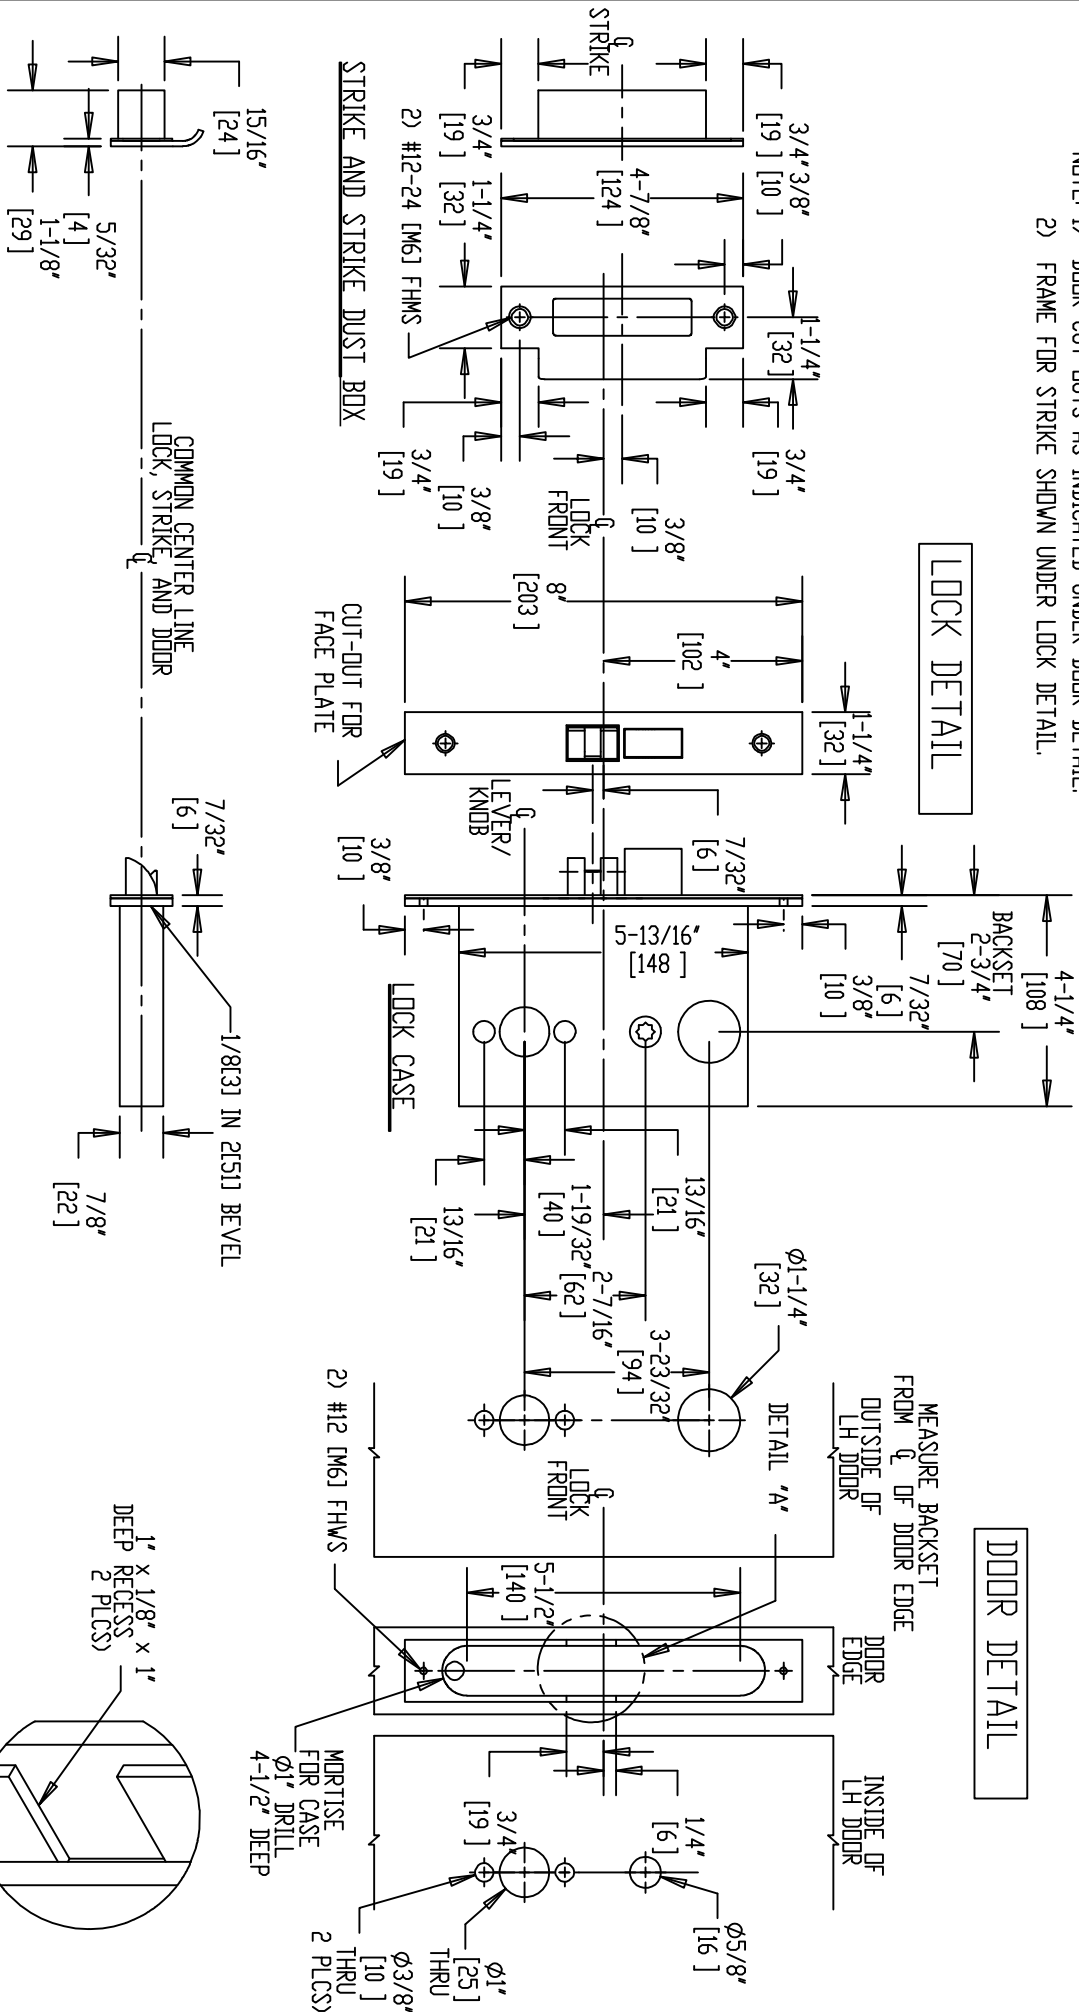 DOOR CUT-OUTS AS INDICATED UNDER DOOR DETAIL.
2) FRAME FOR STRIKE SHOWN UNDER LOCK DETAIL.
LOCK DETAIL
DOOR DETAIL
STRIKE
℄
3/4"
[19 ]
3/8"
[10 ]
4-7/8"
[124 ]
3/4"
[19 ]
1-1/4"
[32 ]
2) #12-24 [M6] FHMS
STRIKE AND STRIKE DUST BOX
1-1/4"
[32 ]
3/4"
[19 ]
3/8"
[10 ]
3/4"
[19 ]
3/8"
[10 ]
℄
LOCK
FRONT
8"
[203 ]
4"
[102 ]
1-1/4"
[32 ]
CUT-OUT FOR
FACE PLATE
7/32"
[6 ]
℄
LEVER/
KNOB
3/8"
[10 ]
5-13/16"
[148 ]
LOCK CASE
4-1/4"
[108 ]
BACKSET
2-3/4"
[70 ]
7/32"
[6 ]
3/8"
[10 ]
13/16"
[21 ]
1-19/32"
[40 ]
13/16"
[21 ]
2-7/16"
[62 ]
3-23/32"
[94 ]
Ø1-1/4"
[32 ]
15/16"
[24 ]
5/32"
[4 ]
1-1/8"
[29 ]
COMMON CENTER LINE
LOCK, STRIKE, AND DOOR
℄
7/32"
[6 ]
1/8[3] IN 2[51] BEVEL
7/8"
[22 ]
MEASURE BACKSET
FROM ℄ OF DOOR EDGE
OUTSIDE OF
LH DOOR
DETAIL "A"
℄
LOCK
FRONT
5-1/2"
[140 ]
2) #12 [M6] FHWS
DOOR
EDGE
INSIDE OF
LH DOOR
1/4"
[6 ]
3/4"
[19 ]
MORTISE
FOR CASE
Ø1" DRILL
4-1/2" DEEP
Ø5/8"
[16 ]
Ø1"
[25]
THRU
Ø3/8"
[10 ]
THRU
2 PLCS)
1" x 1/8" x 1"
DEEP RECESS
2 PLCS)